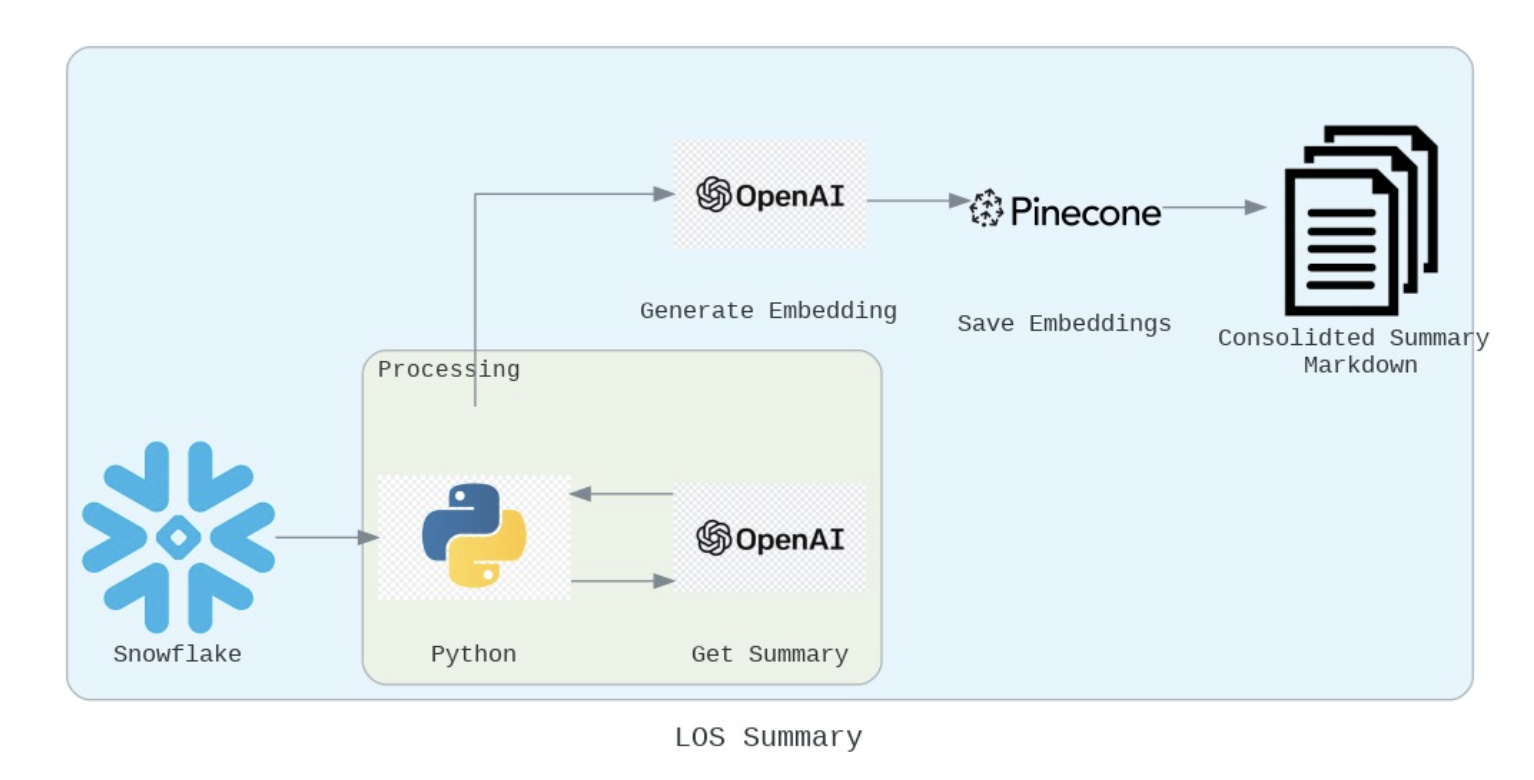 OpenAI
Pinecone
Generate Embedding
Save Embeddings
Consolidted Summary
Markdown
Processing
OpenAI
Snowflake
Python
Get Summary
LOS Summary